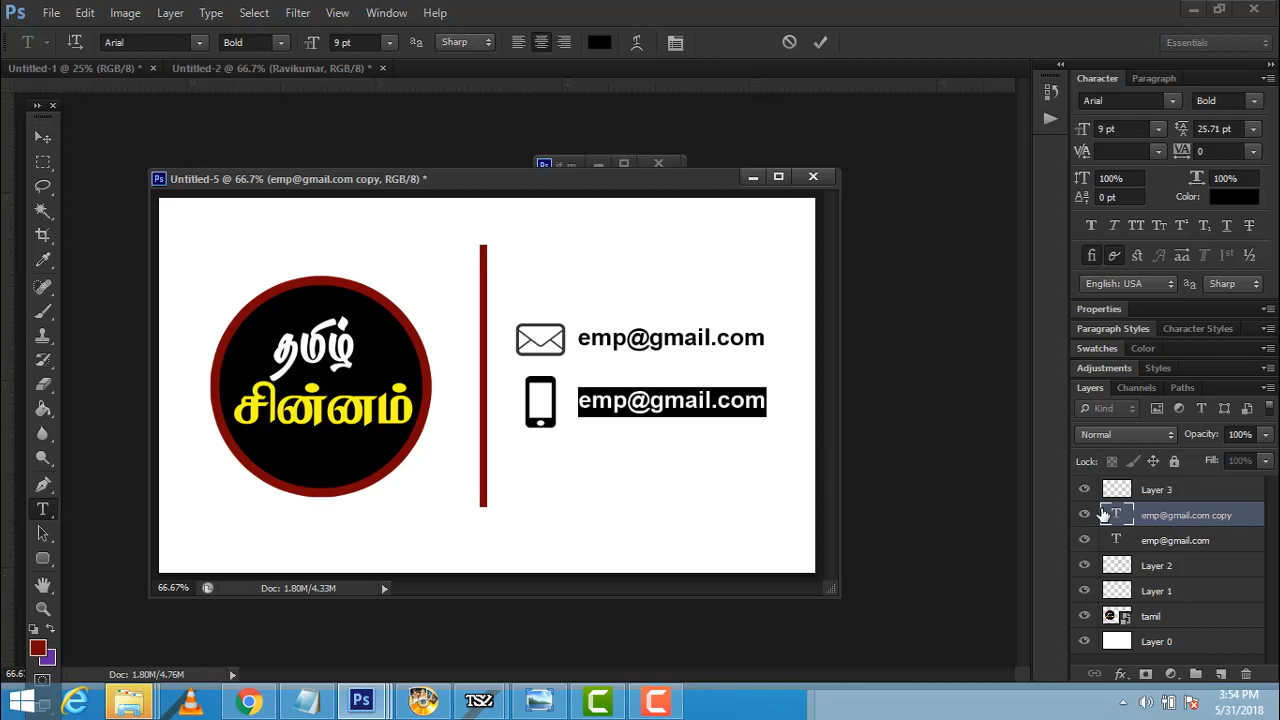 Ps File Edit Image Layer Type Select Filter View Window Help
T Arial Bold 9 pt Sharp Essentials
Untitled-1 @ 25% (RGB/8) * × Untitled-2 @ 66.7% (Ravikumar, RGB/8) * ×
Character Paragraph
Arial Bold
9 pt 25.71 pt
0
100% 100%
0 pt Color:
English: USA Sharp
Properties
Paragraph Styles Character Styles
Swatches Color
Adjustments Styles
Layers Channels Paths
Kind
Normal Opacity: 100%
Lock: Fill: 100%
Layer 3
emp@gmail.com copy
emp@gmail.com
Layer 2
Layer 1
tamil
Layer 0
Untitled-5 @ 66.7% (emp@gmail.com copy, RGB/8) *
தமிழ்
சின்னம்
emp@gmail.com
emp@gmail.com
66.67% Doc: 1.80M/4.33M
Doc: 1.80M/4.76M
3:54 PM
5/31/2018